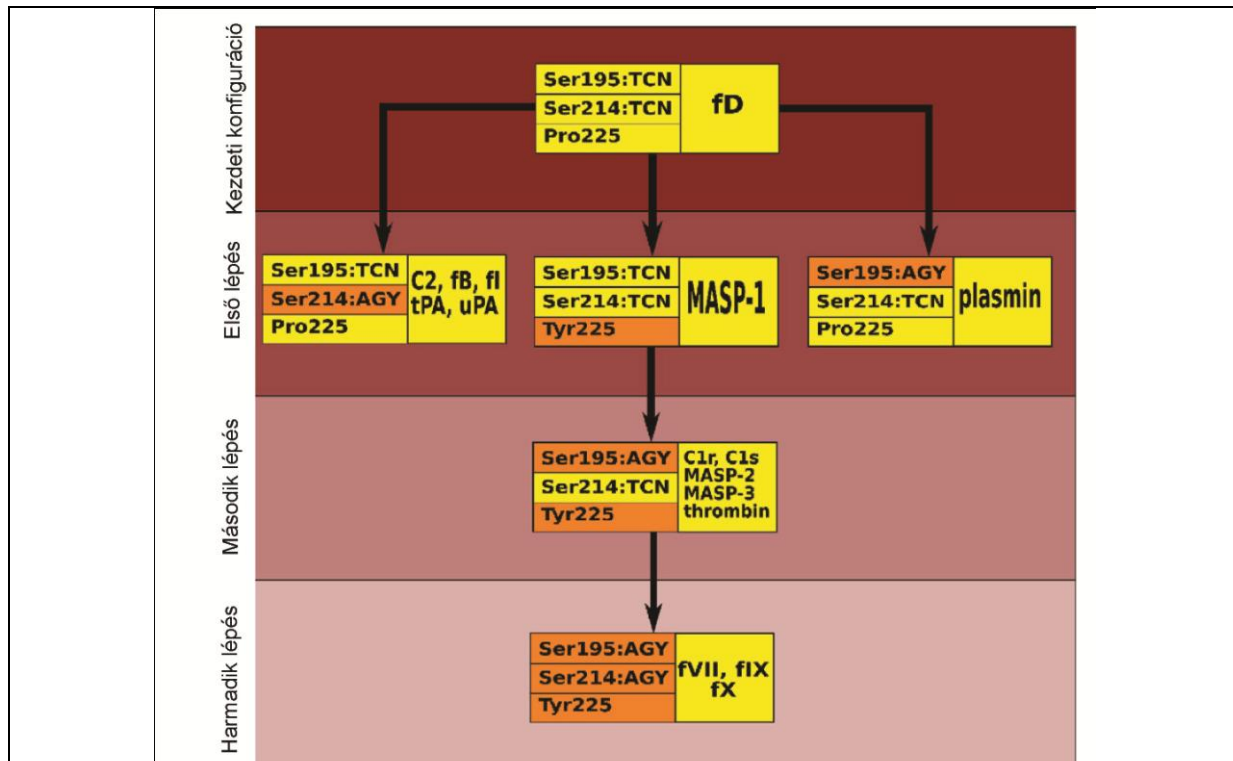 Kezdeti konfiguráció
Ser195:TCN
Ser214:TCN
Pro225
fD
Első lépés
Ser195:TCN
Ser214:AGY
Pro225
C2, fB, fI
tPA, uPA
Ser195:TCN
Ser214:TCN
Tyr225
MASP-1
Ser195:AGY
Ser214:TCN
Pro225
plasmin
Második lépés
Ser195:AGY
Ser214:TCN
Tyr225
C1r, C1s
MASP-2
MASP-3
thrombin
Harmadik lépés
Ser195:AGY
Ser214:AGY
Tyr225
fVII, fIX
fX